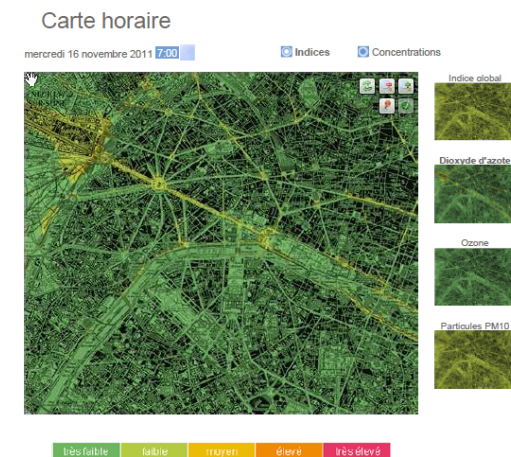 Carte horaire
mercredi 16 novembre 2011 7:00
Indices
Concentrations
Indice global
Dioxyde d'azote
Ozone
Particules PM10
très faible
faible
moyen
élevé
très élevé